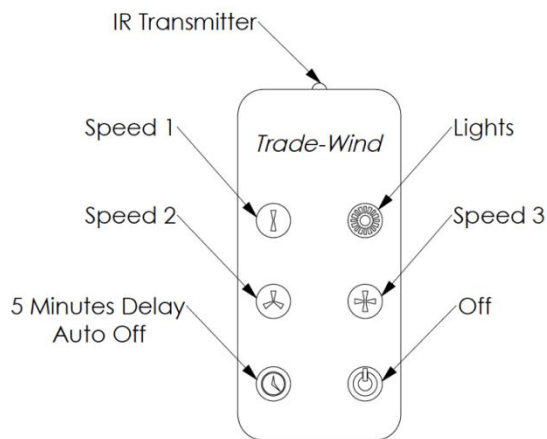 IR Transmitter
Speed 1
Trade-Wind
Lights
Speed 2
Speed 3
5 Minutes Delay
Auto Off
Off